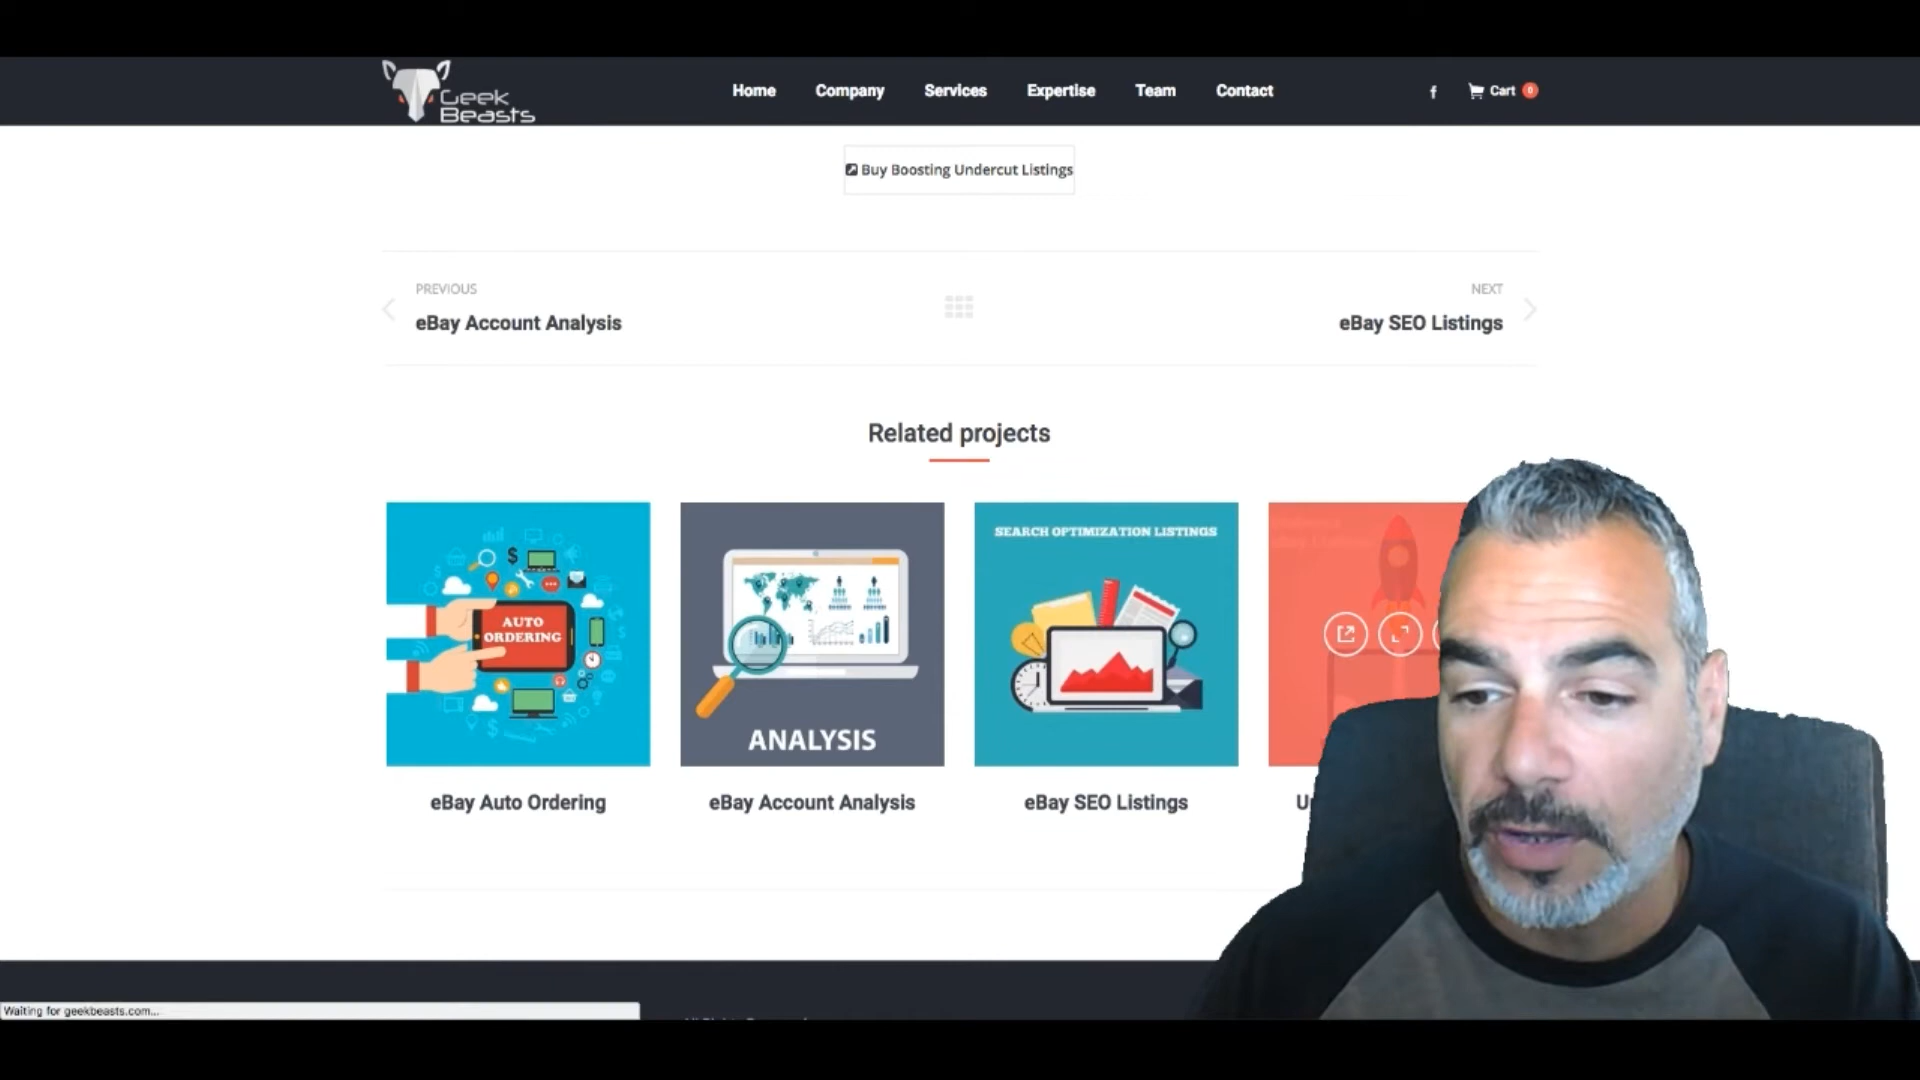 Geek
Beasts
Home
Company
Services
Expertise
Team
Contact
Cart 0
Buy Boosting Undercut Listings
PREVIOUS
eBay Account Analysis
NEXT
eBay SEO Listings
Related projects
AUTO
ORDERING
ANALYSIS
SEARCH OPTIMIZATION LISTINGS
eBay Auto Ordering
eBay Account Analysis
eBay SEO Listings
Waiting for geekbeasts.com...